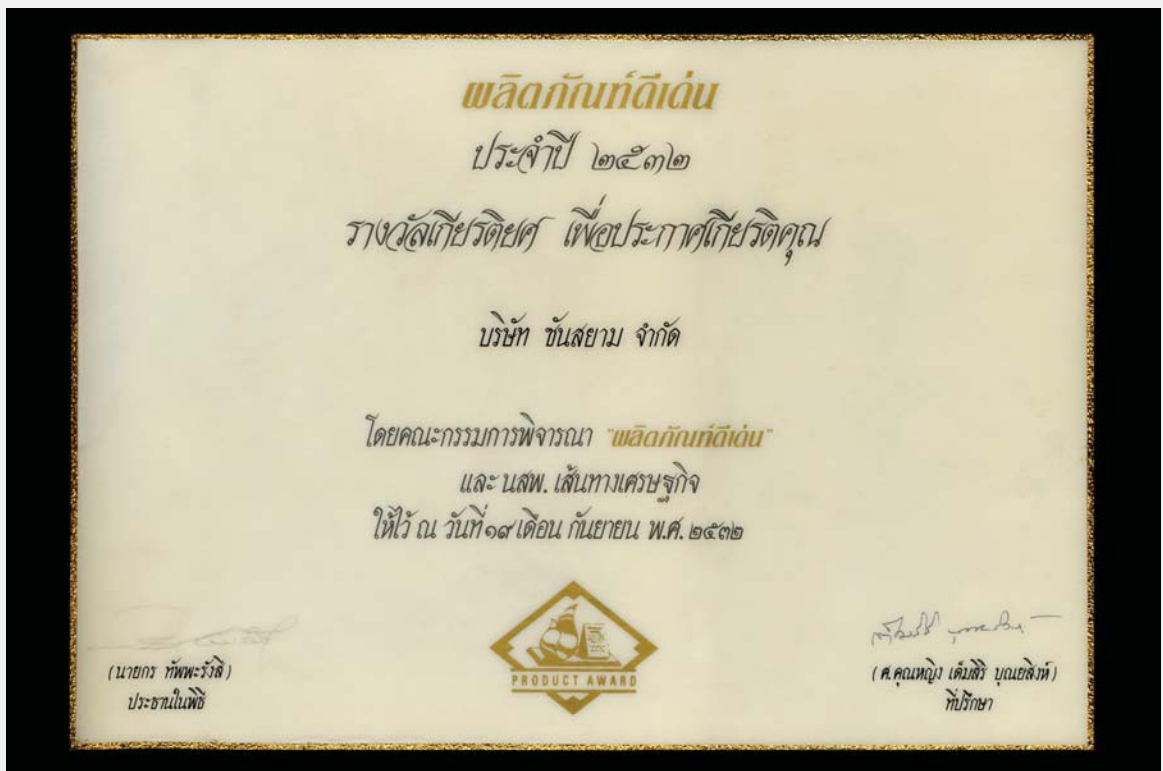 ผลิตภัณฑ์ดีเด่น
ประจำปี ๒๕๓๒
รางวัลเกียรติยศ เพื่อประกาศเกียรติคุณ
บริษัท ซันสยาม จำกัด
โดยคณะกรรมการพิจารณา "ผลิตภัณฑ์ดีเด่น"
และ นสพ. เส้นทางเศรษฐกิจ
ให้ไว้ ณ วันที่ ๑๙ เดือน กันยายน พ.ศ. ๒๕๓๒
PRODUCT AWARD
(นายกร ทัพพะรังสี)
ประธานในพิธี
(ศ.คุณหญิง เต็มสิริ บุณยสิงห์)
ที่ปรึกษา